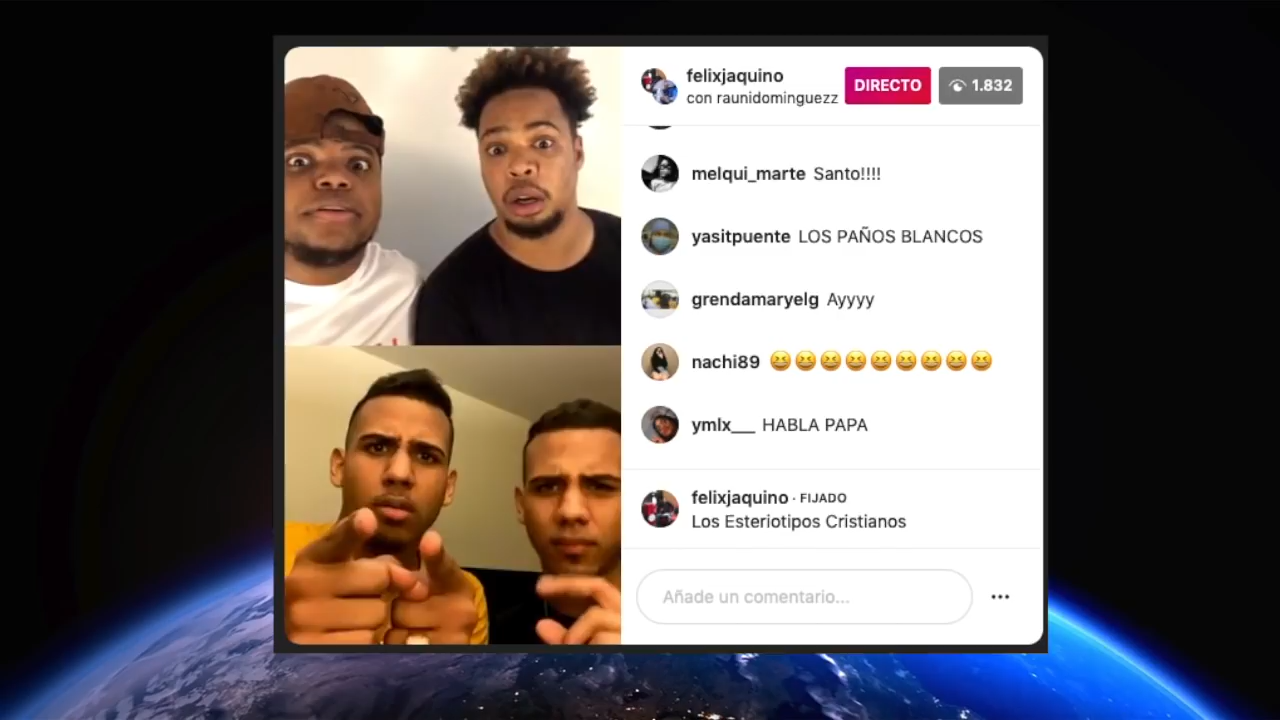 felixjaquino
con raunidominguezz
DIRECTO
1.832
melqui_marte Santo!!!!
yasitpuente LOS PAÑOS BLANCOS
grendamaryelg Ayyyy
nachi89 😆😆😆😆😆😆😆😆😆
ymlx___ HABLA PAPA
felixjaquino · FIJADO
Los Esteriotipos Cristianos
Añade un comentario...